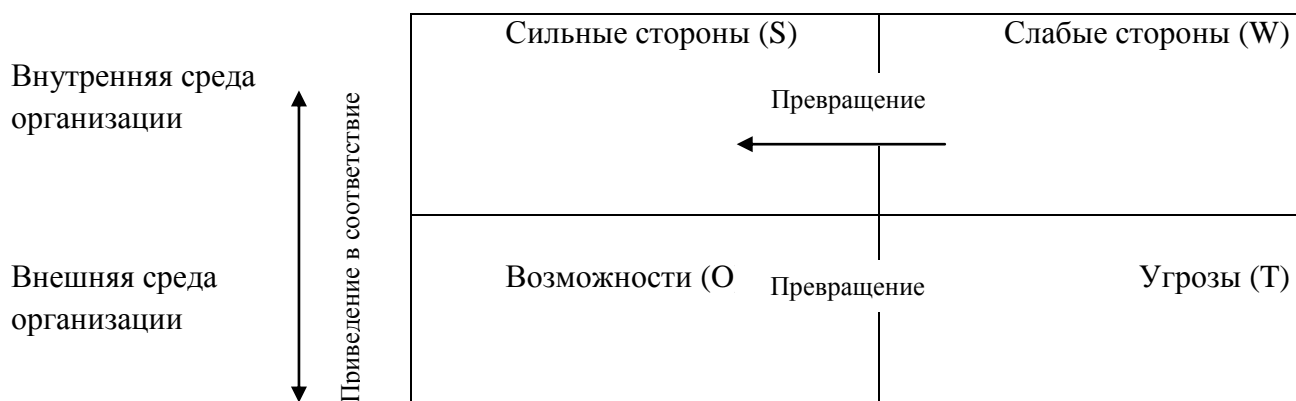 Сильные стороны (S)
Слабые стороны (W)
Внутренняя среда
организации
Превращение
Приведение в соответствие
Внешняя среда
организации
Возможности (O
Превращение
Угрозы (T)